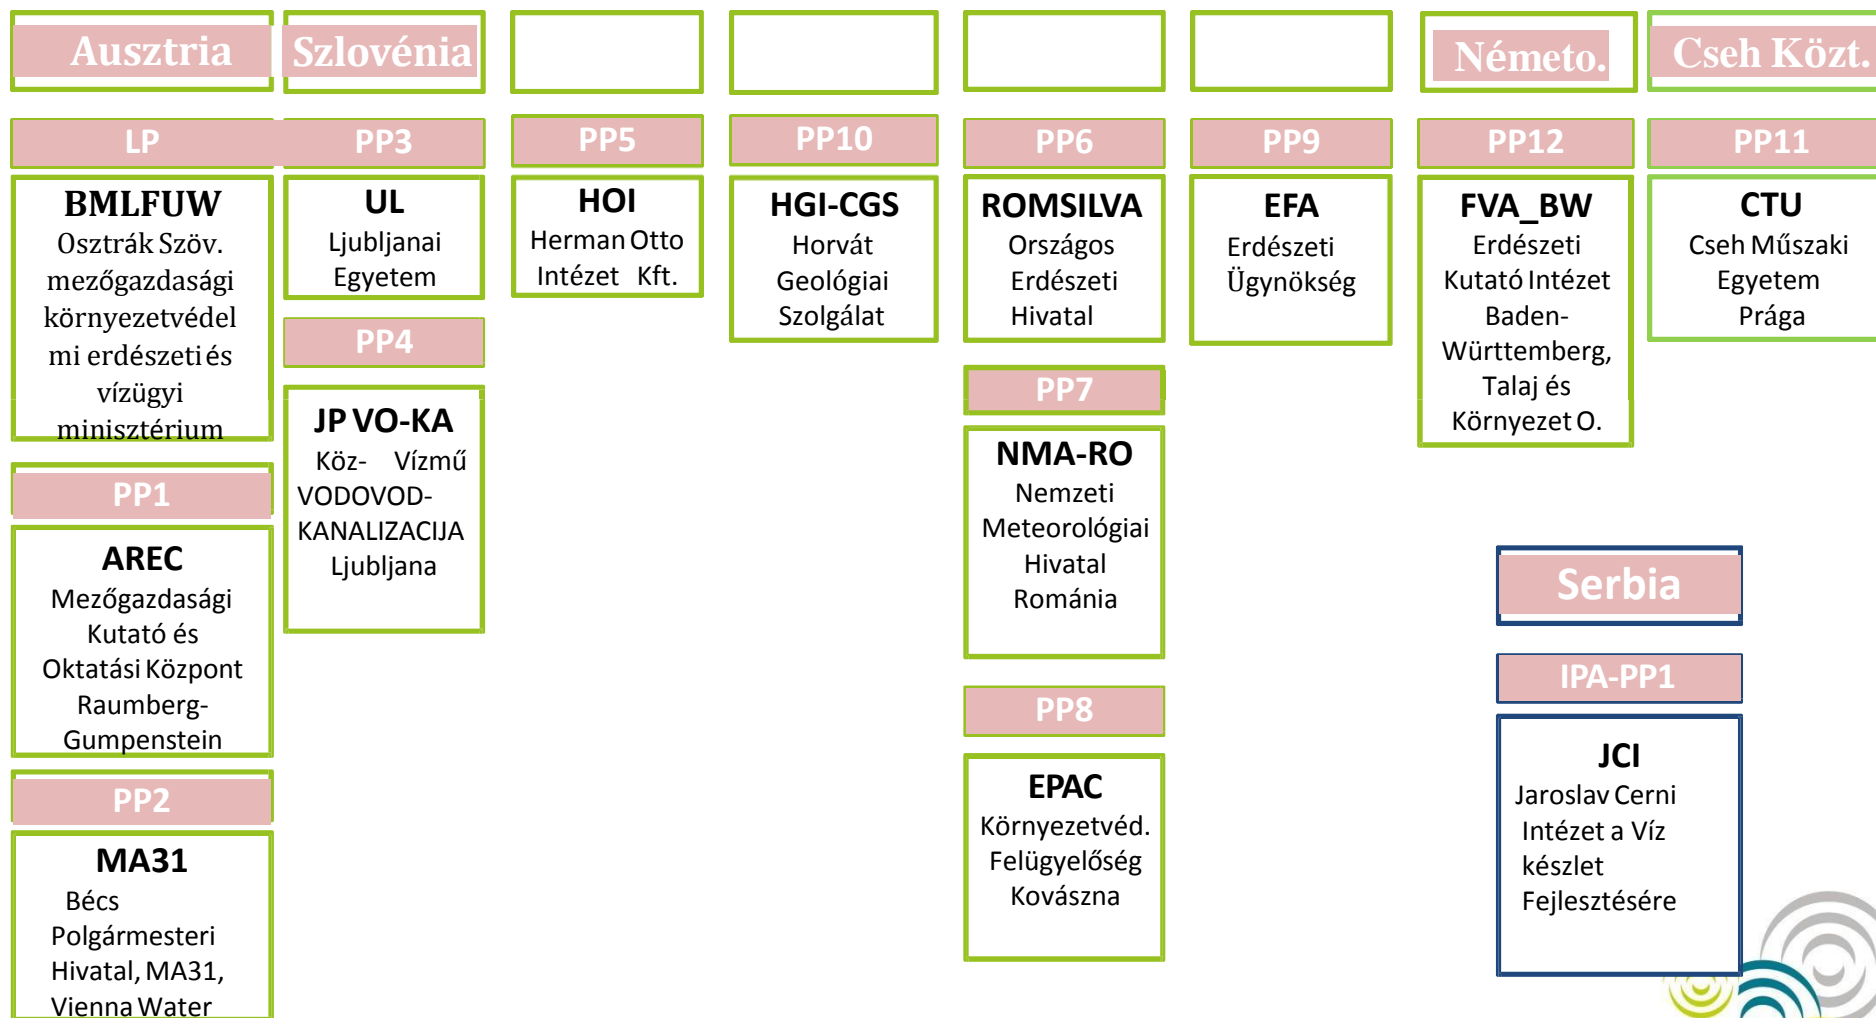 Ausztria
Szlovénia
Németo.
Cseh Közt.
LP
BMLFUW
Osztrák Szöv.
mezőgazdasági
környezetvédel
mi erdészeti és
vízügyi
minisztérium
PP1
AREC
Mezőgazdasági
Kutató és
Oktatási Központ
Raumberg-
Gumpenstein
PP2
MA31
Bécs
Polgármesteri
Hivatal, MA31,
Vienna Water
PP3
UL
Ljubljanai
Egyetem
PP4
JP VO-KA
Köz- Vízmű
VODOVOD-
KANALIZACIJA
Ljubljana
PP5
HOI
Herman Otto
Intézet Kft.
PP10
HGI-CGS
Horvát
Geológiai
Szolgálat
PP6
ROMSILVA
Országos
Erdészeti
Hivatal
PP7
NMA-RO
Nemzeti
Meteorológiai
Hivatal
Románia
PP8
EPAC
Környezetvéd.
Felügyelőség
Kovászna
PP9
EFA
Erdészeti
Ügynökség
PP12
FVA_BW
Erdészeti
Kutató Intézet
Baden-
Württemberg,
Talaj és
Környezet O.
PP11
CTU
Cseh Műszaki
Egyetem
Prága
Serbia
IPA-PP1
JCI
Jaroslav Cerni
Intézet a Víz
készlet
Fejlesztésére